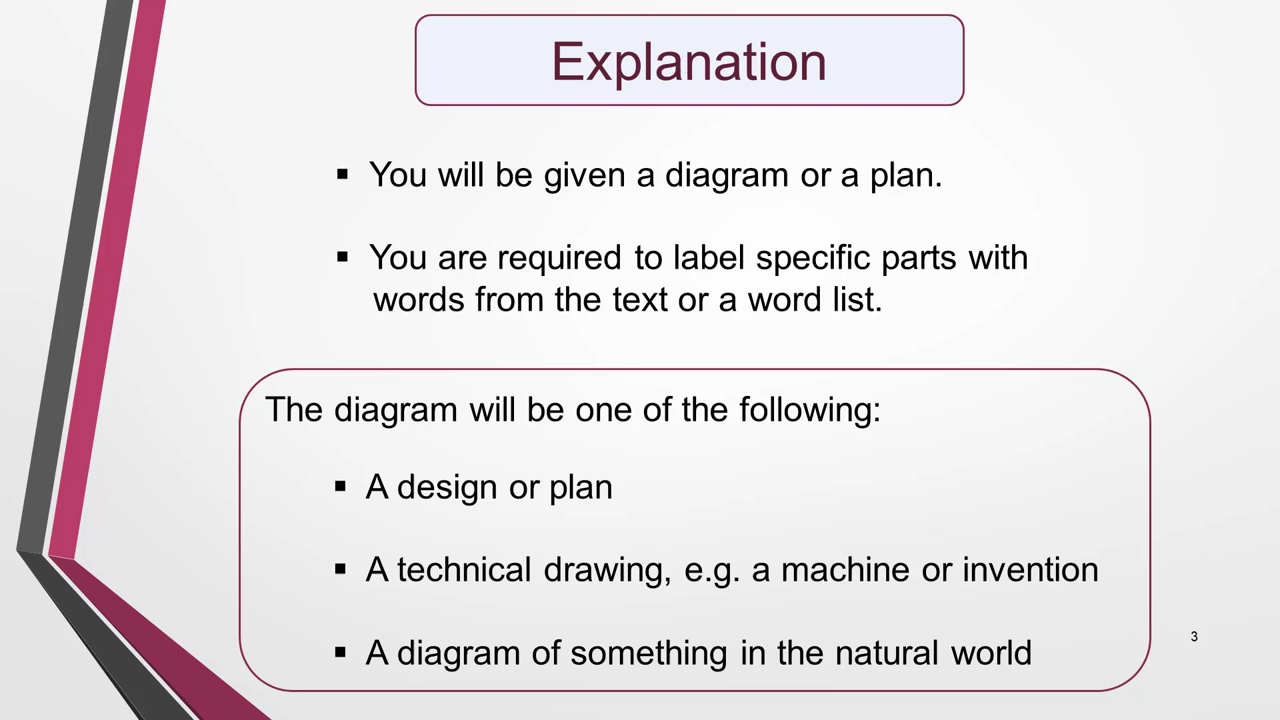 Explanation
▪ You will be given a diagram or a plan.
▪ You are required to label specific parts with
words from the text or a word list.
The diagram will be one of the following:
▪ A design or plan
▪ A technical drawing, e.g. a machine or invention
▪ A diagram of something in the natural world
3